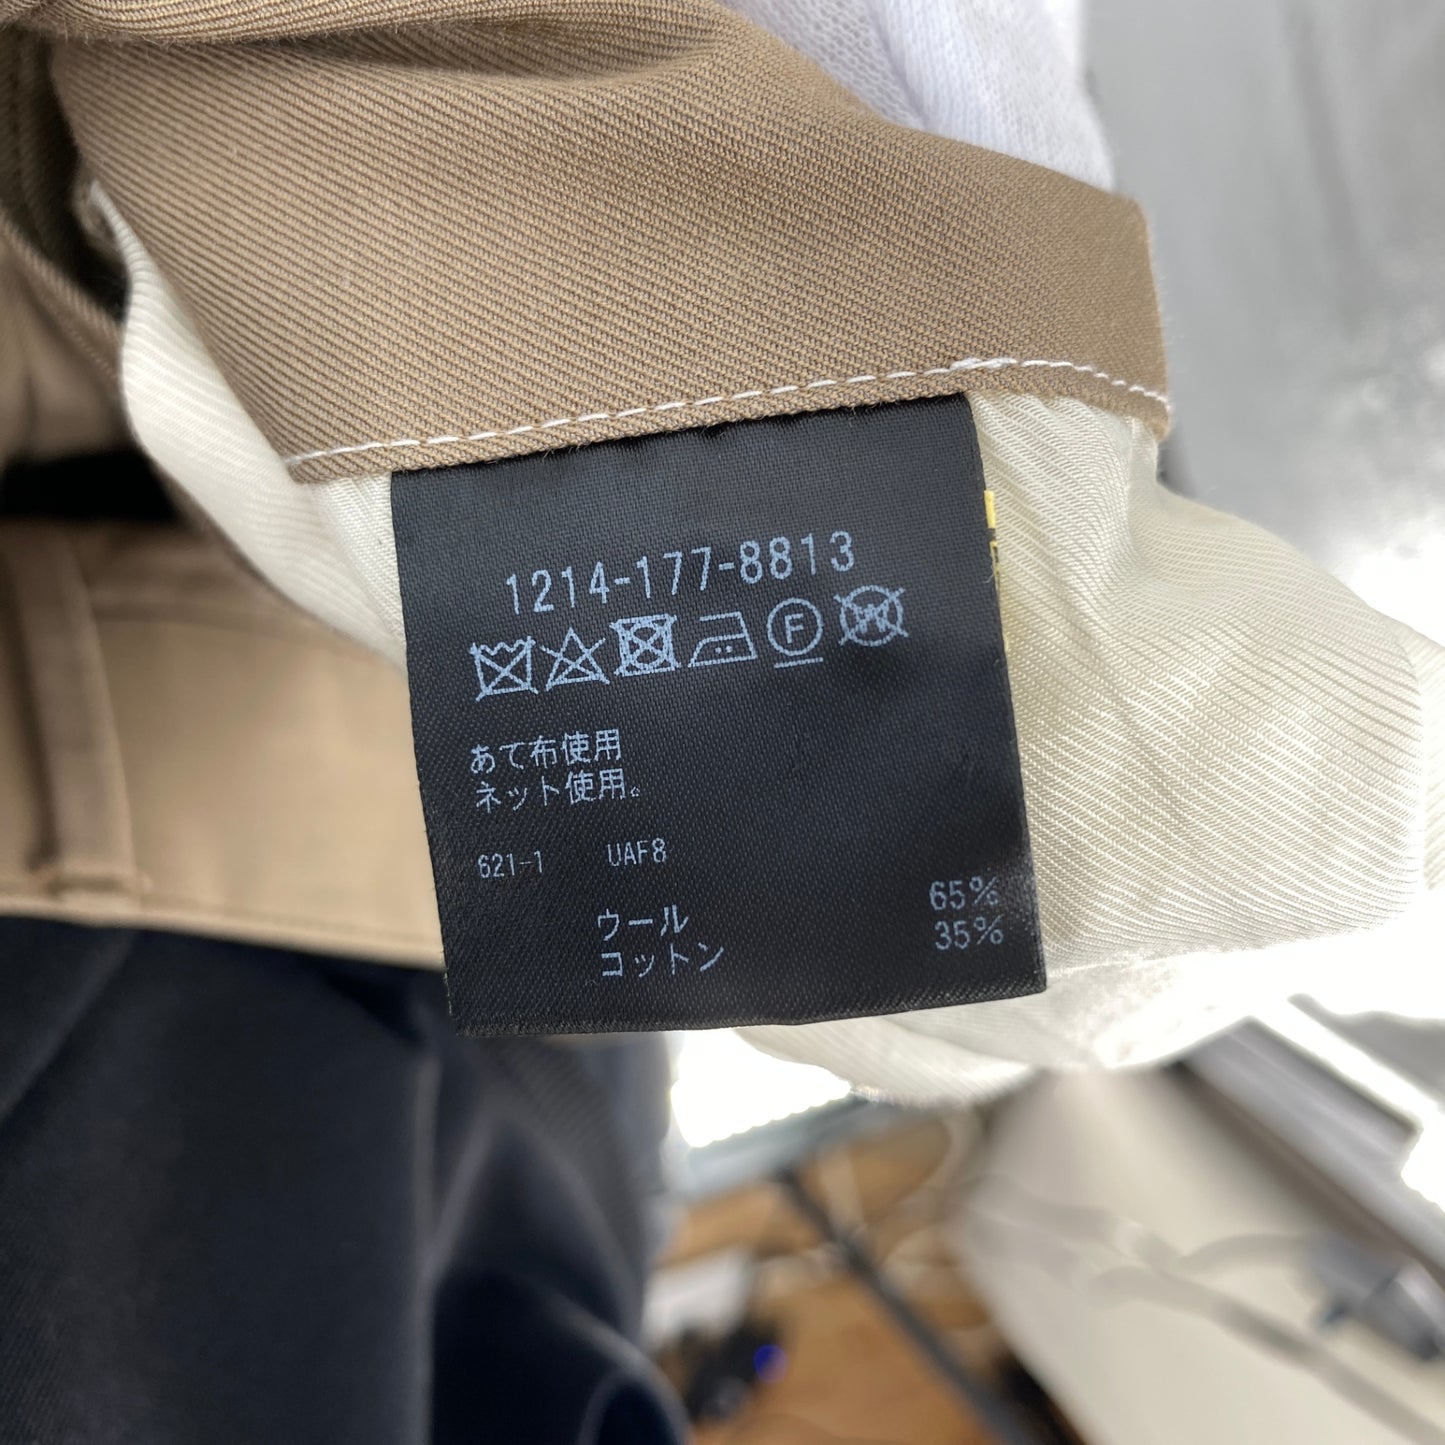 1214-177-8813
F W
あて布使用
ネット使用。
621-1 UAF8
ウール 65%
コットン 35%